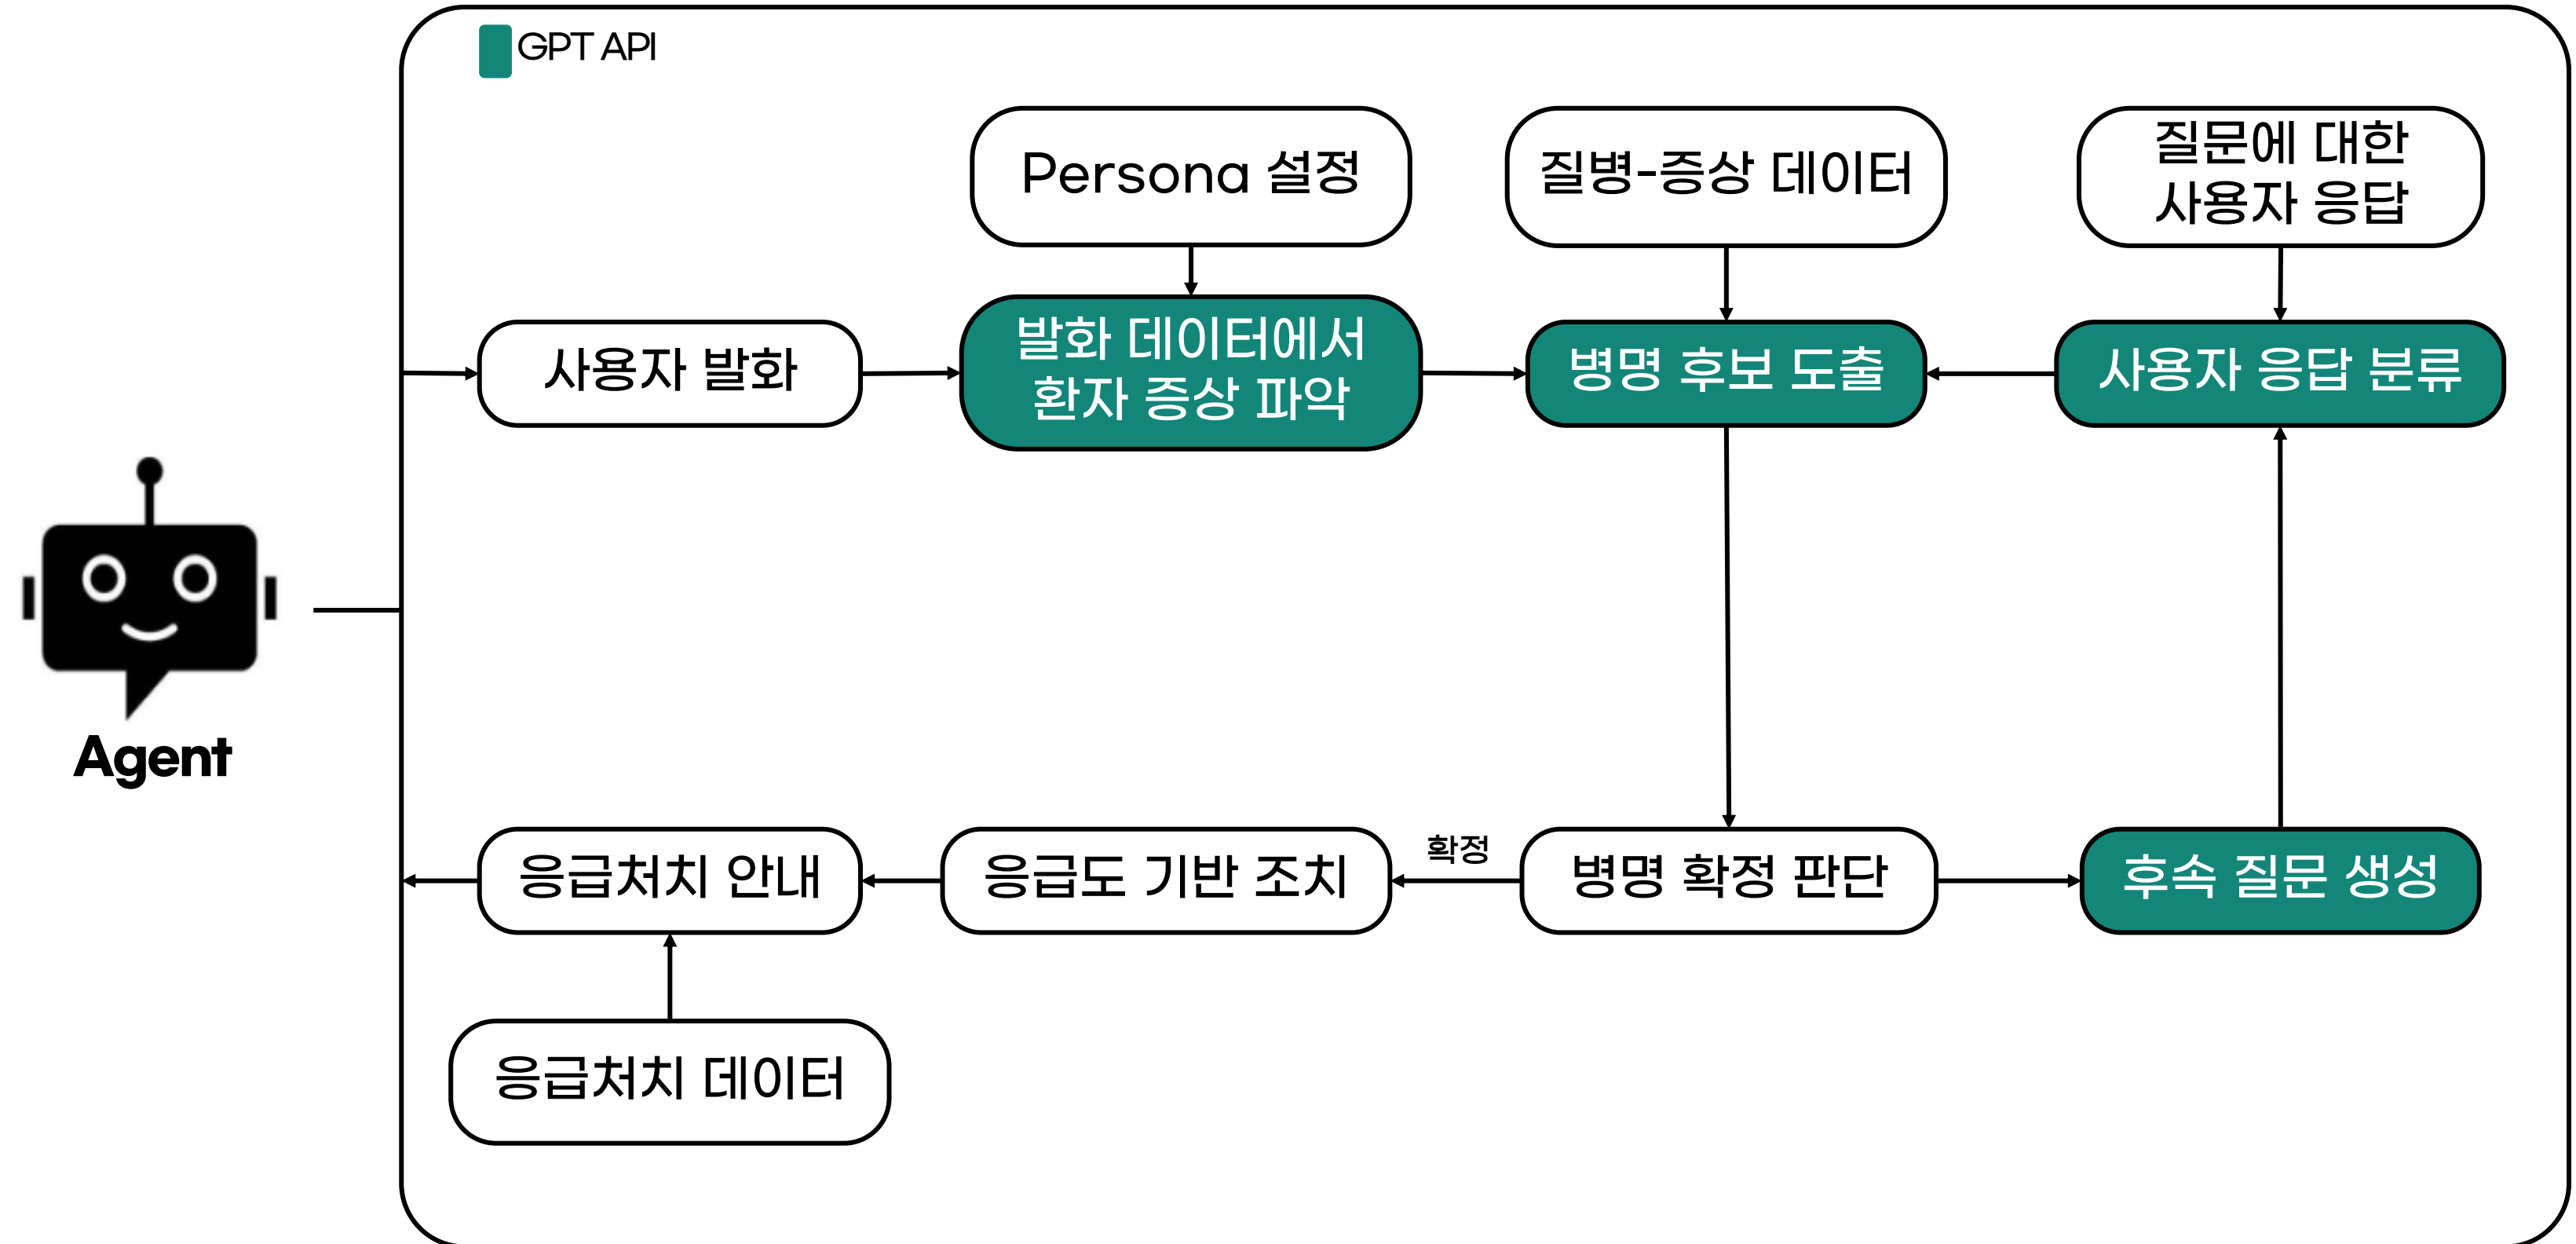 GPT API
Persona 설정
질병-증상 데이터
질문에 대한
사용자 응답
사용자 발화
발화 데이터에서
환자 증상 파악
병명 후보 도출
사용자 응답 분류
Agent
응급처치 안내
응급도 기반 조치
확정
병명 확정 판단
후속 질문 생성
응급처치 데이터